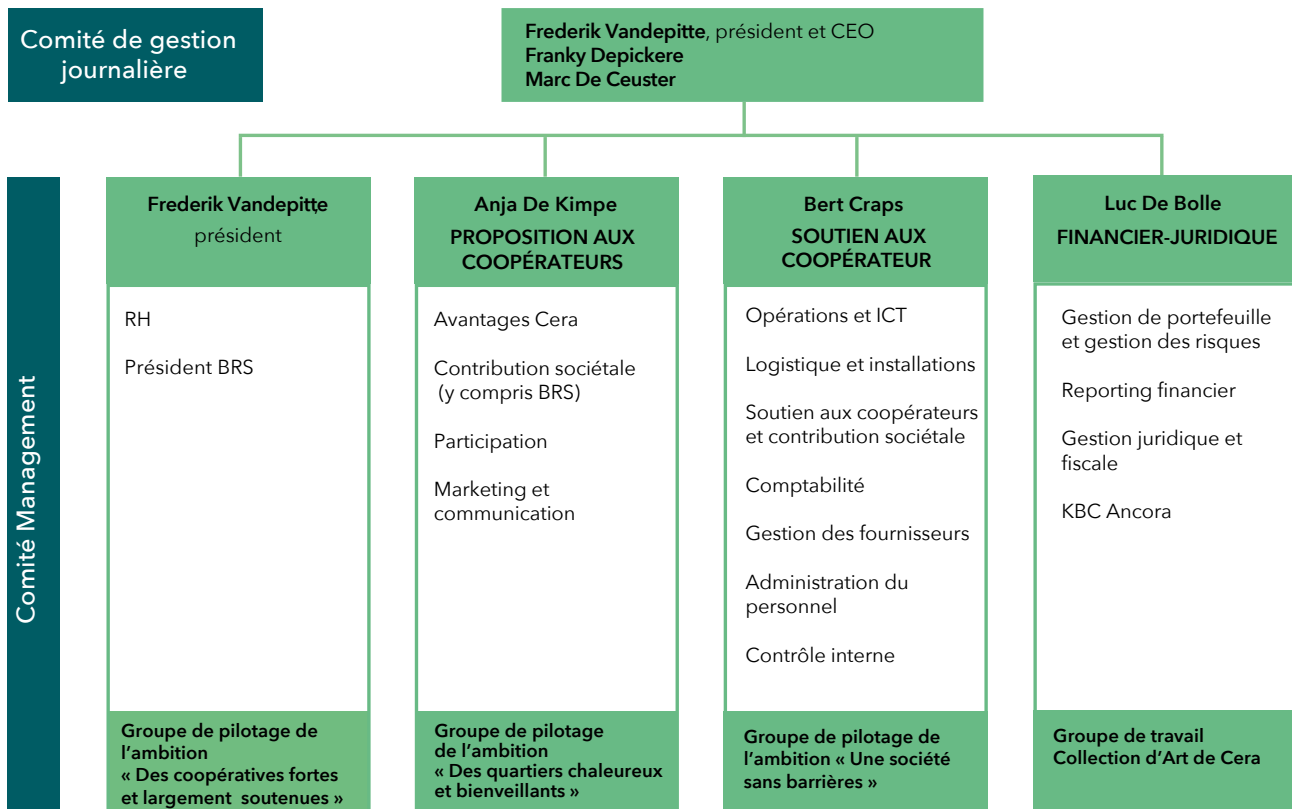 Comité de gestion
journalière
Frederik Vandepitte, président et CEO
Franky Depickere
Marc De Ceuster
Comité Management
Frederik Vandepitte
président
RH
Président BRS
Groupe de pilotage de
l'ambition
« Des coopératives fortes
et largement soutenues »
Anja De Kimpe
PROPOSITION AUX
COOPÉRATEURS
Avantages Cera
Contribution sociétale
(y compris BRS)
Participation
Marketing et
communication
Groupe de pilotage
de l'ambition
« Des quartiers chaleureux
et bienveillants »
Bert Craps
SOUTIEN AUX
COOPÉRATEUR
Opérations et ICT
Logistique et installations
Soutien aux coopérateurs
et contribution sociétale
Comptabilité
Gestion des fournisseurs
Administration du
personnel
Contrôle interne
Groupe de pilotage de
l'ambition « Une société
sans barrières »
Luc De Bolle
FINANCIER-JURIDIQUE
Gestion de portefeuille
et gestion des risques
Reporting financier
Gestion juridique et
fiscale
KBC Ancora
Groupe de travail
Collection d'Art de Cera